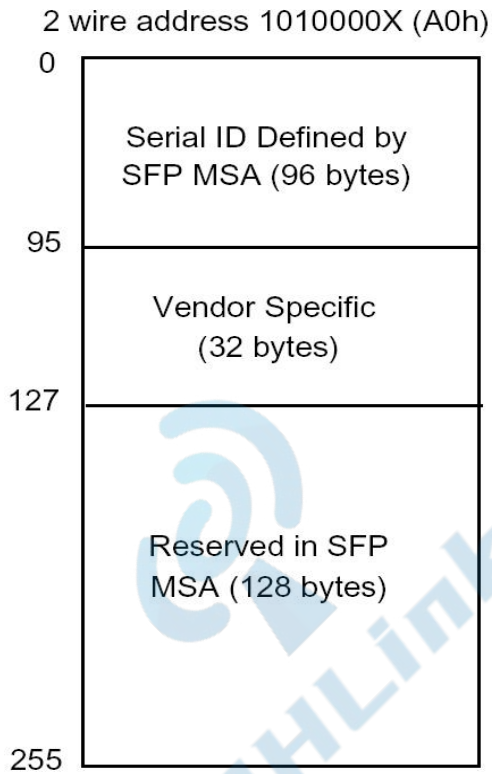 2 wire address 1010000X (A0h)
0
Serial ID Defined by
SFP MSA (96 bytes)
95
Vendor Specific
(32 bytes)
127
Reserved in SFP
MSA (128 bytes)
255